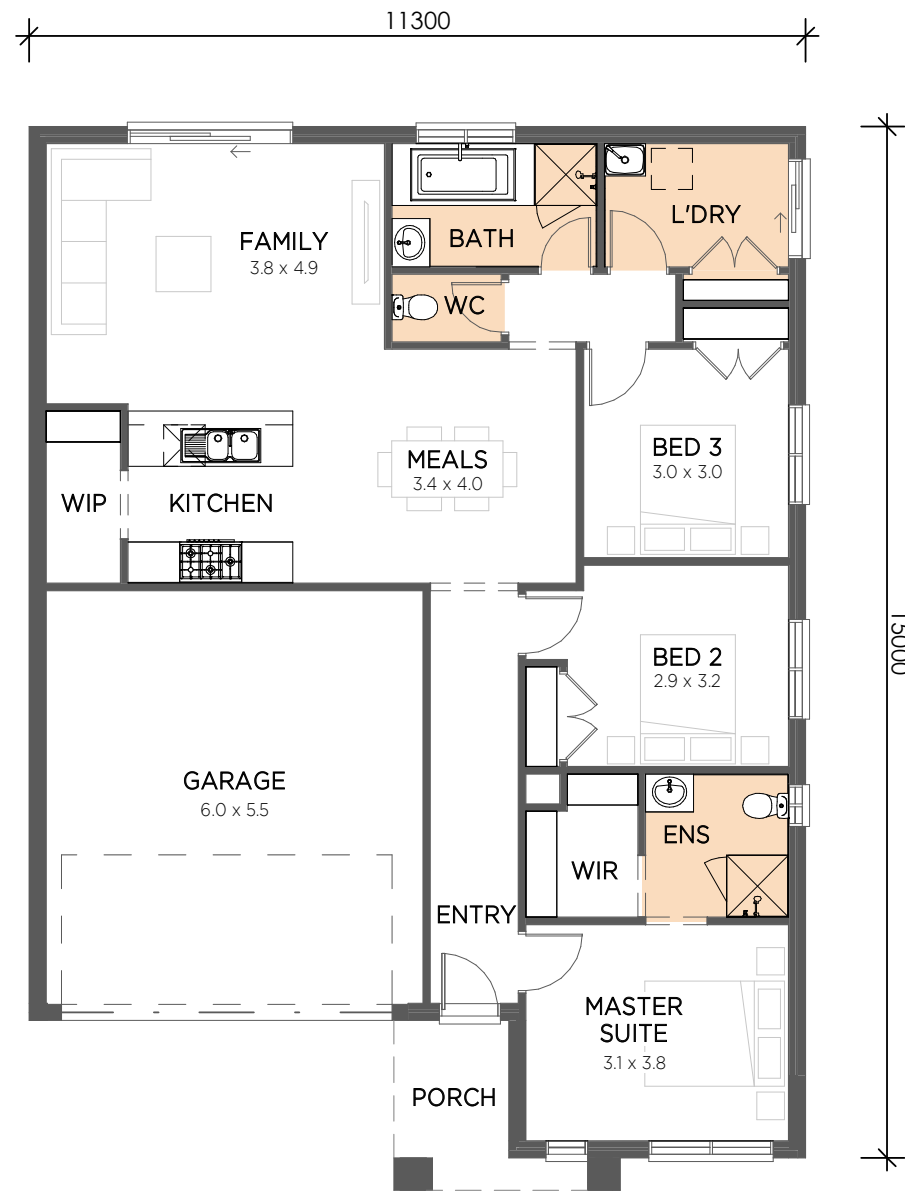 11300
FAMILY
3.8 x 4.9
BATH
L'DRY
WC
BED 3
3.0 x 3.0
MEALS
3.4 x 4.0
WIP
KITCHEN
15000
BED 2
2.9 x 3.2
GARAGE
6.0 x 5.5
ENS
WIR
ENTRY
MASTER
SUITE
3.1 x 3.8
PORCH